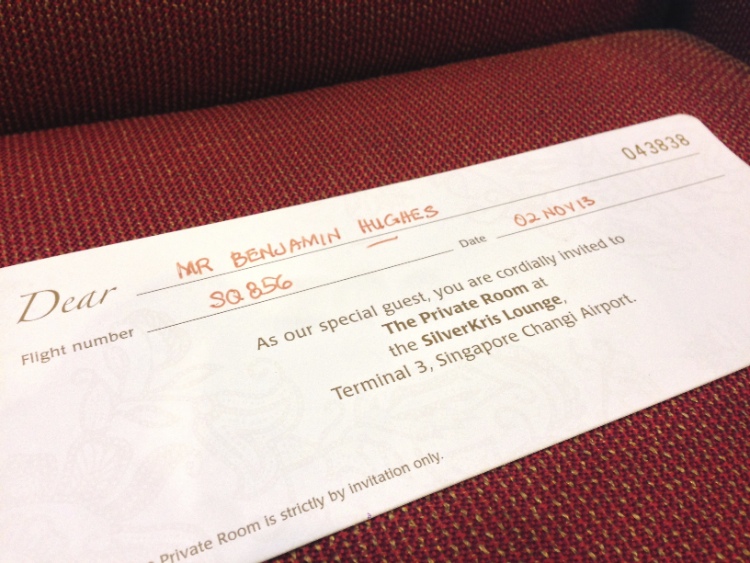 043838
Dear MR BENJAMIN HUGHES
Flight number SQ856 Date 02 NOV 13
As our special guest, you are cordially invited to
The Private Room at
the SilverKris Lounge,
Terminal 3, Singapore Changi Airport.
Private Room is strictly by invitation only.